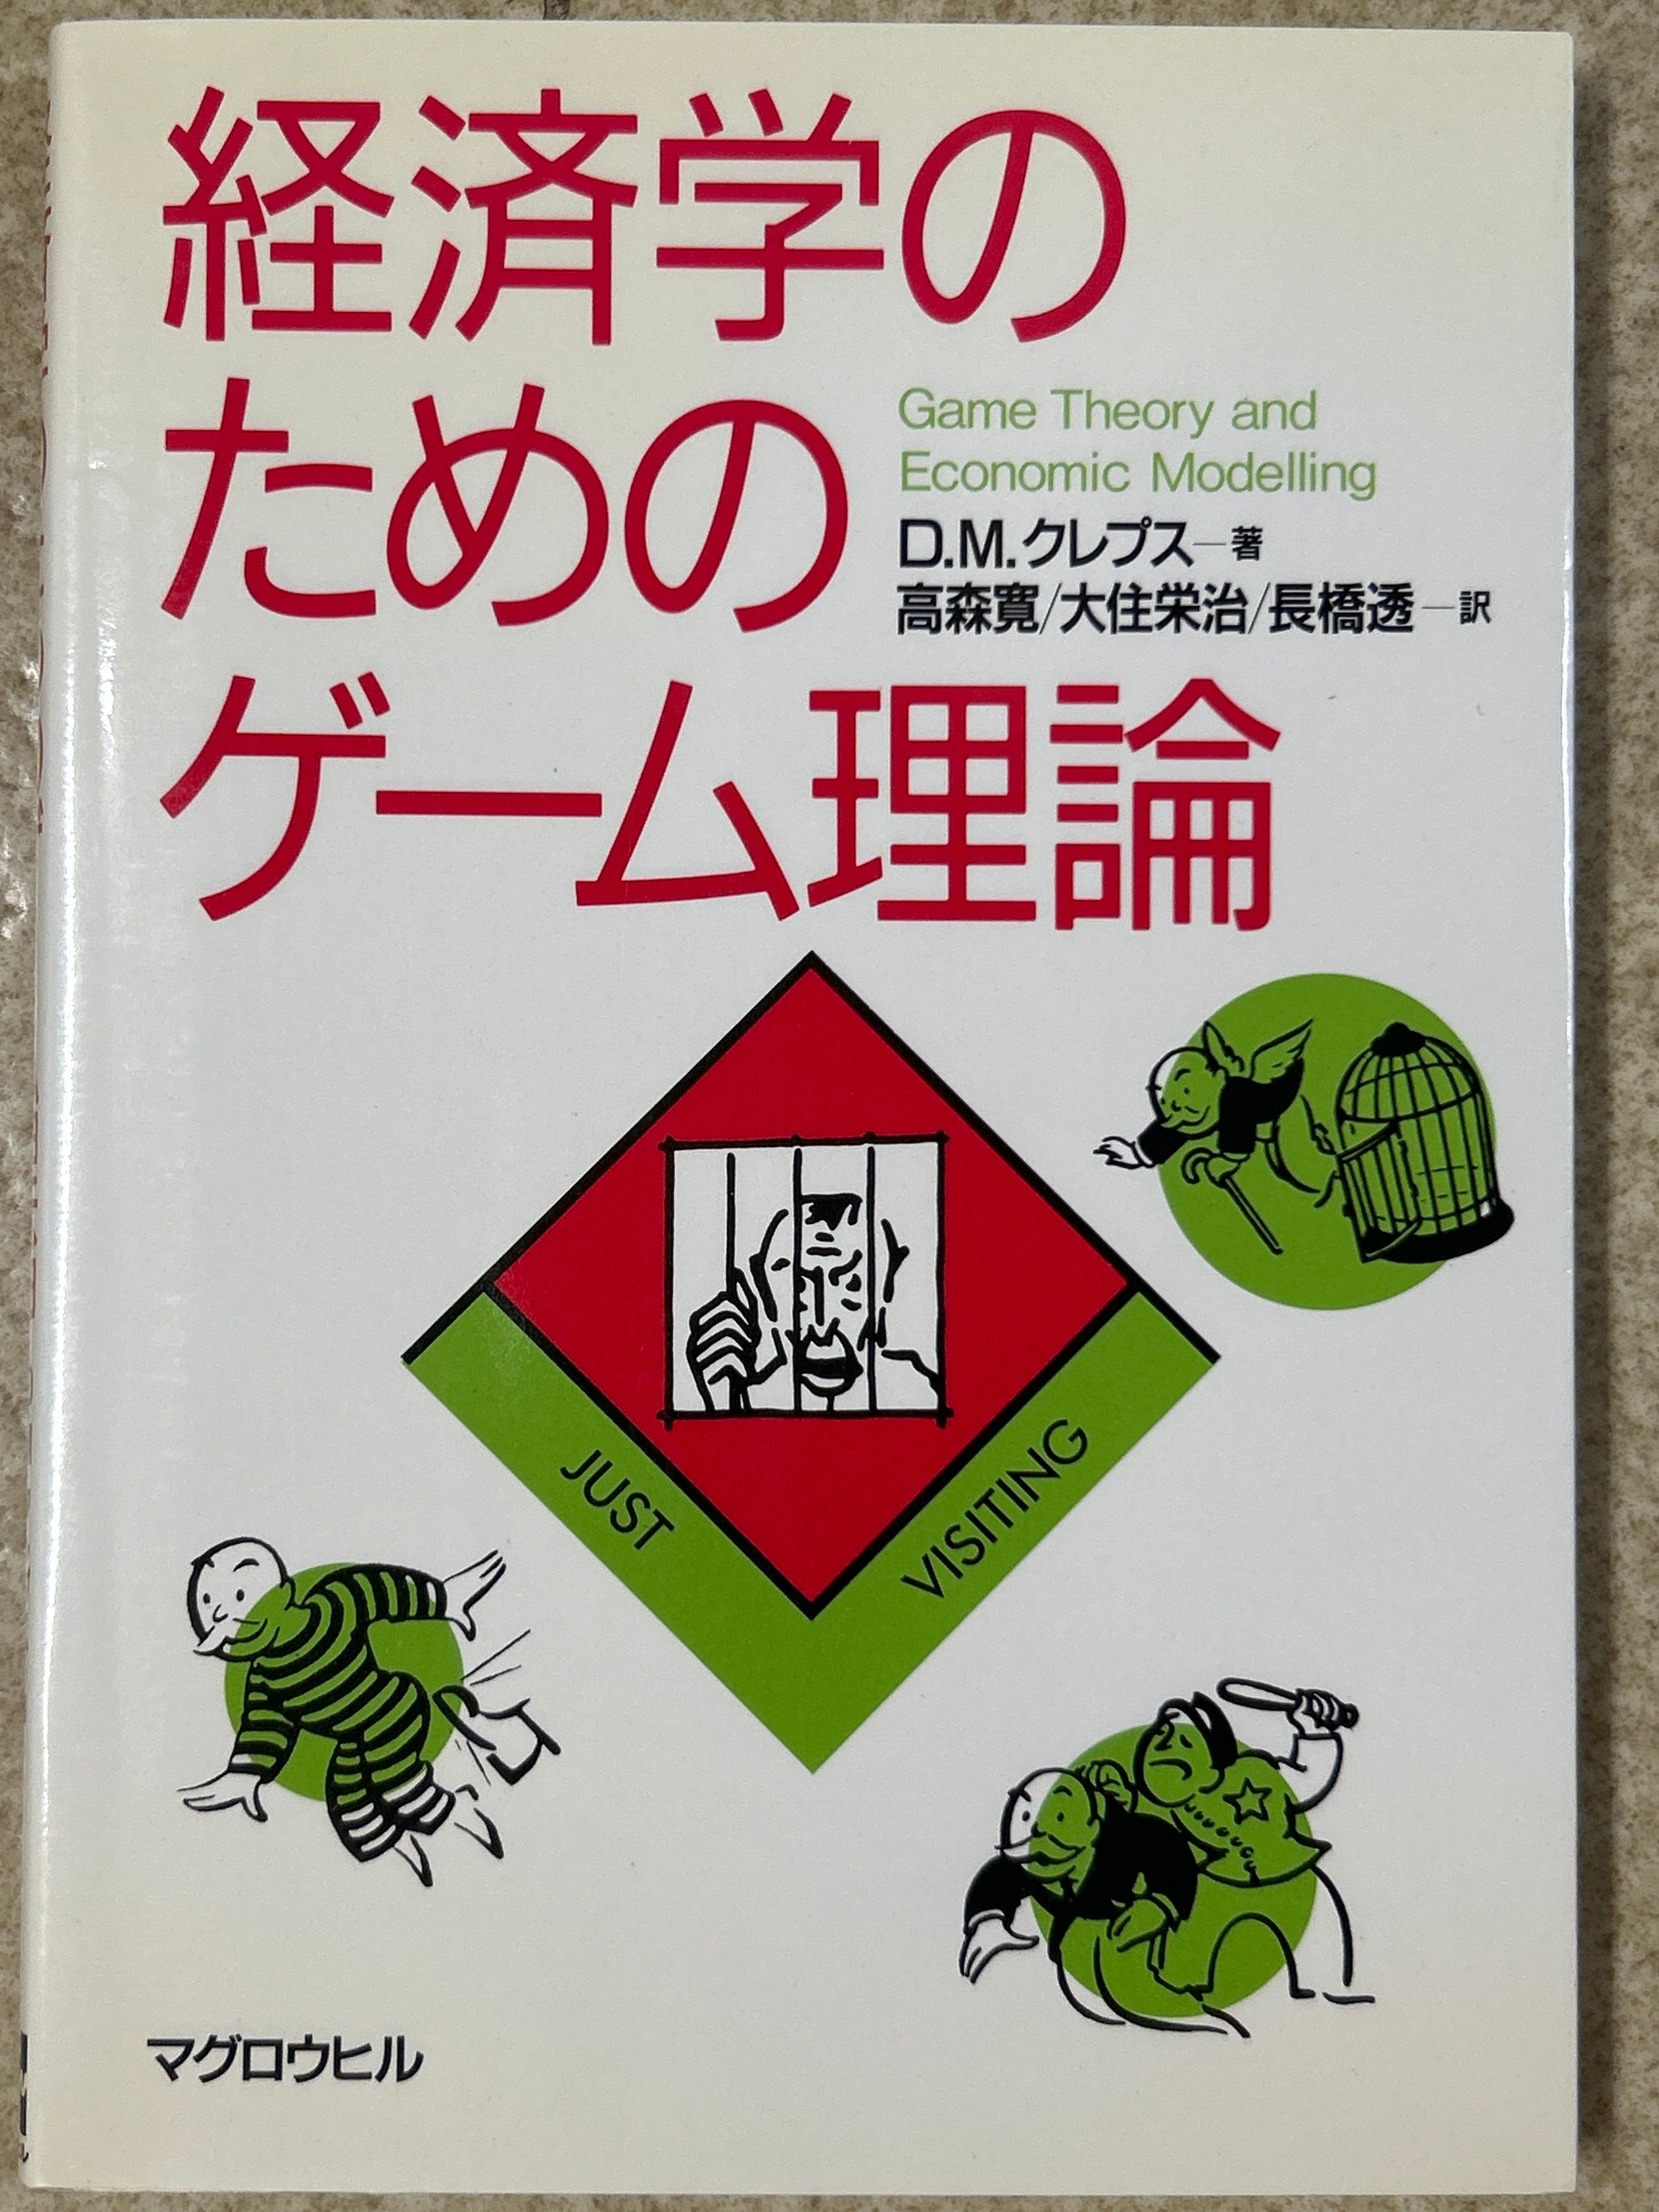 経済学の
ための
ゲーム理論
Game Theory and
Economic Modelling
D.M.クレプス—著
高森寛/大住栄治/長橋透—訳
JUST
VISITING
マグロウヒル